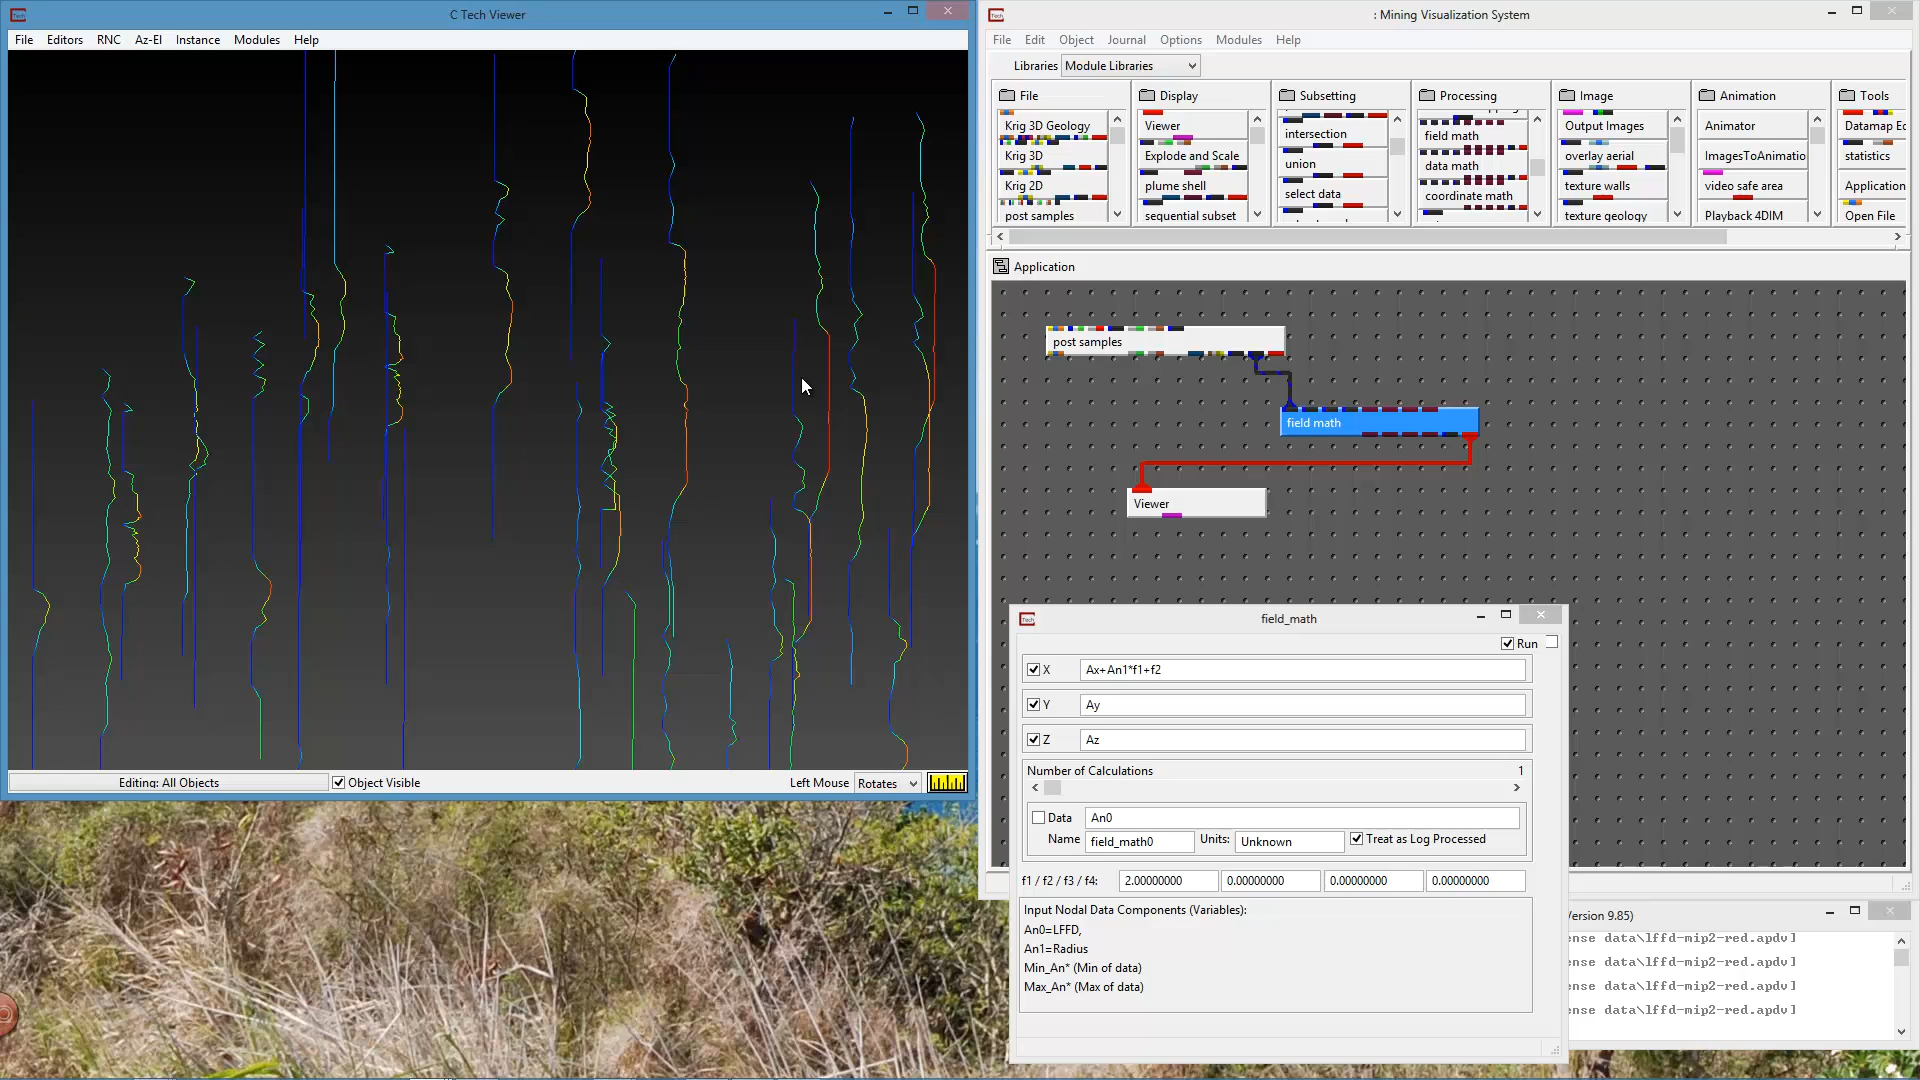 C Tech Viewer
File Editors RNC Az-El Instance Modules Help
Editing: All Objects
Object Visible
Left Mouse Rotates
: Mining Visualization System
File Edit Object Journal Options Modules Help
Libraries Module Libraries
File Display Subsetting Processing Image Animation Tools
Krig 3D Geology Viewer intersection field math Output Images Animator Datamap Ec
Krig 3D Explode and Scale union data math overlay aerial ImagesToAnimatio statistics
Krig 2D plume shell select data coordinate math texture walls video safe area Application
post samples sequential subset texture geology Playback 4DIM Open File
Application
post samples
field math
Viewer
field_math
Run
X Ax+An1*f1+f2
Y Ay
Z Az
Number of Calculations 1
Data An0
Name field_math0 Units: Unknown Treat as Log Processed
f1 / f2 / f3 / f4: 2.00000000 0.00000000 0.00000000 0.00000000
Input Nodal Data Components (Variables):
An0=LFFD,
An1=Radius
Min_An* (Min of data)
Max_An* (Max of data)
Version 9.85)
ense data\lffd-mip2-red.apdv]
ense data\lffd-mip2-red.apdv]
ense data\lffd-mip2-red.apdv]
ense data\lffd-mip2-red.apdv]